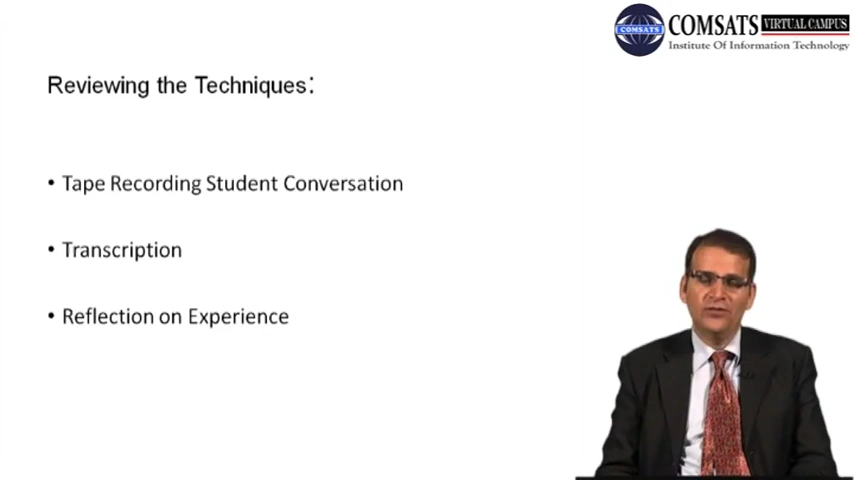 COMSATS VIRTUAL CAMPUS
COMSATS
Institute Of Information Technology
Reviewing the Techniques:
• Tape Recording Student Conversation
• Transcription
• Reflection on Experience